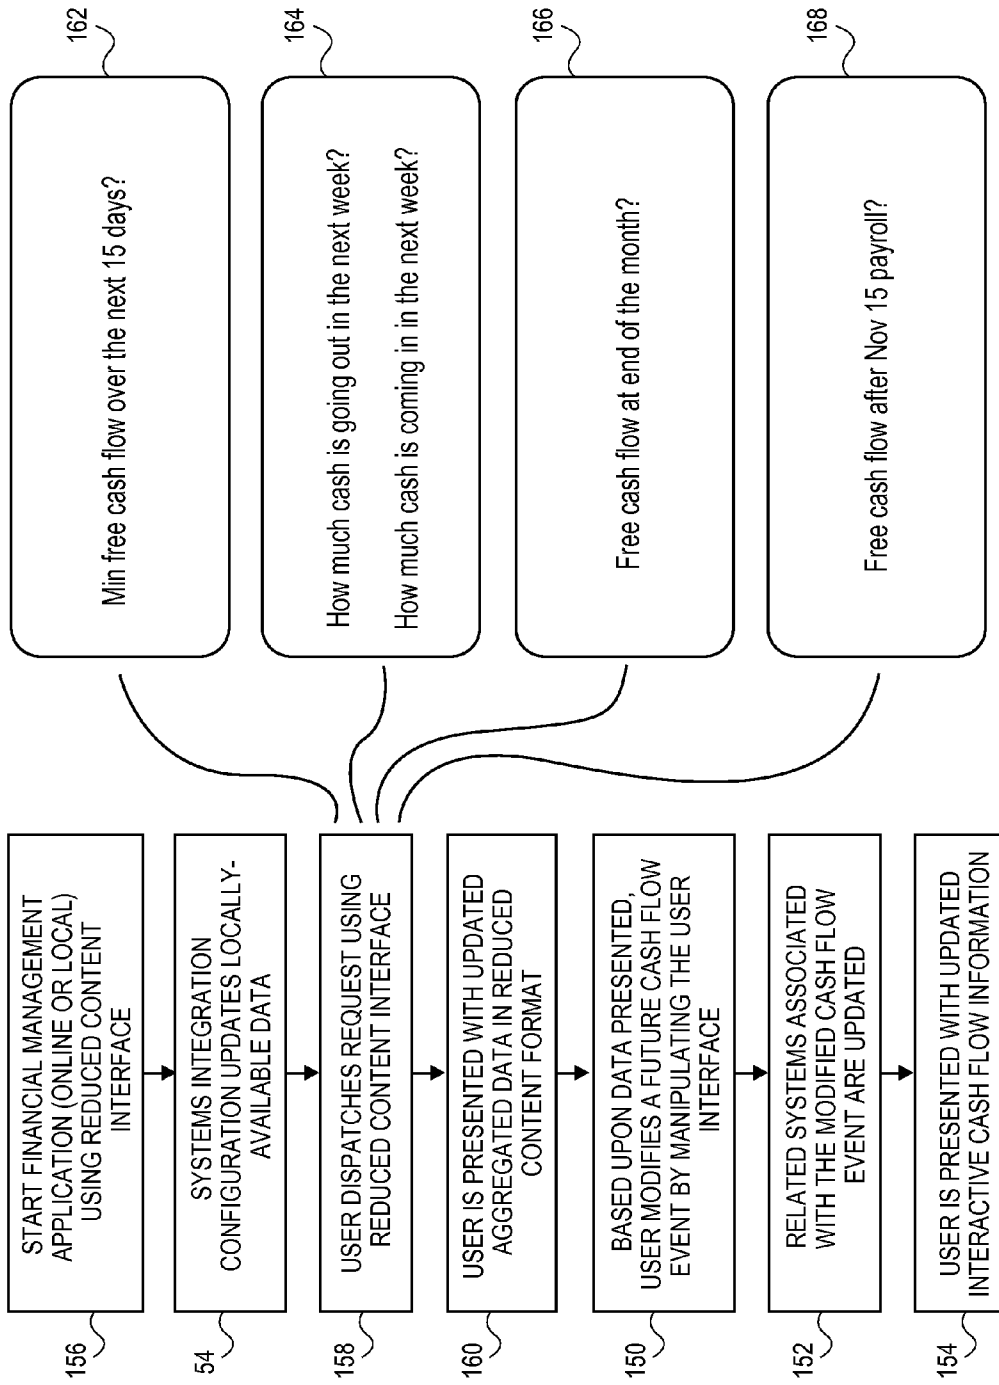 START FINANCIAL MANAGEMENT
APPLICATION (ONLINE OR LOCAL)
USING REDUCED CONTENT
INTERFACE
156
SYSTEMS INTEGRATION
CONFIGURATION UPDATES LOCALLY-
AVAILABLE DATA
54
USER DISPATCHES REQUEST USING
REDUCED CONTENT INTERFACE
158
USER IS PRESENTED WITH UPDATED
AGGREGATED DATA IN REDUCED
CONTENT FORMAT
160
BASED UPON DATA PRESENTED,
USER MODIFIES A FUTURE CASH FLOW
EVENT BY MANIPULATING THE USER
INTERFACE
150
RELATED SYSTEMS ASSOCIATED
WITH THE MODIFIED CASH FLOW
EVENT ARE UPDATED
152
USER IS PRESENTED WITH UPDATED
INTERACTIVE CASH FLOW INFORMATION
154
Min free cash flow over the next 15 days?
162
How much cash is going out in the next week?
How much cash is coming in in the next week?
164
Free cash flow at end of the month?
166
Free cash flow after Nov 15 payroll?
168